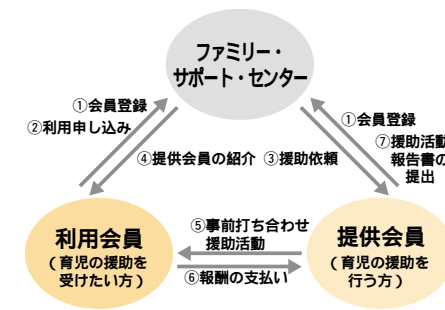 ファミリー・
サポート・センター
①会員登録
②利用申し込み
①会員登録
⑦援助活動
報告書の
提出
④提供会員の紹介
③援助依頼
⑤事前打ち合わせ
援助活動
利用会員
（育児の援助を
受けたい方）
提供会員
（育児の援助を
行う方）
⑥報酬の支払い